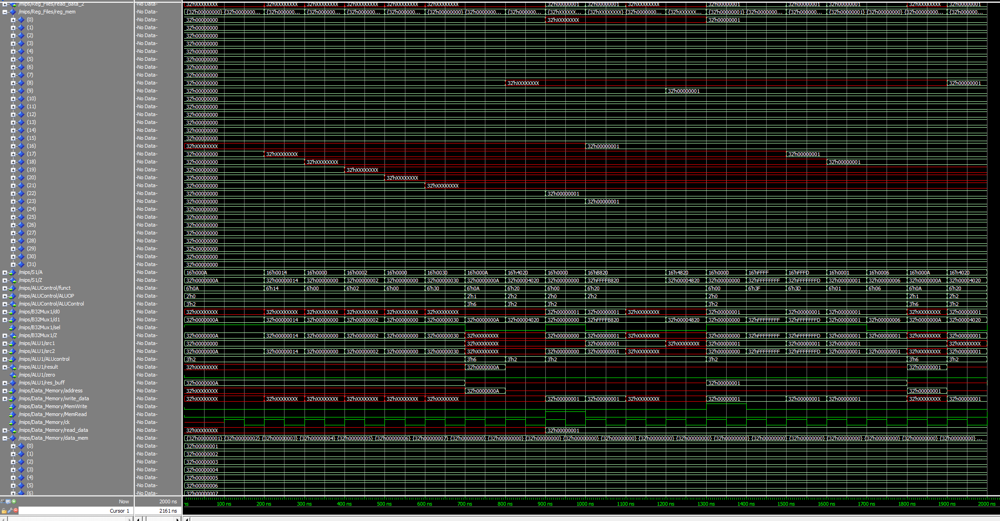 /mips/Reg_Files/read_data_2 -No Data- 32'hXXXXXXXX 32'hXXXXXXXX 32'hXXXXXXXX 32'hXXXXXXXX 32'hXXXXXXXX 32'h00000001 32'h00000001 32'hXXXXXXXX 32'h00000001 32'h00000001 32'h00000001 32'hXXXXXXXX 32'h00000001
/mips/Reg_Files/reg_mem -No Data- {32'h00000000} {32'h0000000... {32'h000000... {32'h0000000... {32'h0000000... {32'h000000... {32'h00000000} {32'h0000000... {32'h000000... {32'hXXXXXX... {32'hXXXXXXXX} {32'h0000000... {32'hXXXXXX... {32'h00000001} {32'h0000000... {32'h000000... {32'h00000001} {32'h00000000} {32'h0000000... {32'h000000...
(0) -No Data- 32'h00000000 32'hXXXXXXXX 32'h00000001
(1) -No Data- 32'h00000000
(2) -No Data- 32'h00000000
(3) -No Data- 32'h00000000
(4) -No Data- 32'h00000000
(5) -No Data- 32'h00000000
(6) -No Data- 32'h00000000
(7) -No Data- 32'h00000000
(8) -No Data- 32'h00000000 32'hXXXXXXXX 32'h00000001
(9) -No Data- 32'h00000000 32'h00000001
(10) -No Data- 32'h00000000
(11) -No Data- 32'h00000000
(12) -No Data- 32'h00000000
(13) -No Data- 32'h00000000
(14) -No Data- 32'h00000000
(15) -No Data- 32'h00000000
(16) -No Data- 32'hXXXXXXXX 32'h00000001
(17) -No Data- 32'h00000000 32'hXXXXXXXX 32'h00000001
(18) -No Data- 32'h00000000 32'hXXXXXXXX 32'h00000001
(19) -No Data- 32'h00000000 32'hXXXXXXXX
(20) -No Data- 32'h00000000 32'hXXXXXXXX
(21) -No Data- 32'h00000000 32'hXXXXXXXX
(22) -No Data- 32'h00000000 32'h00000001
(23) -No Data- 32'h00000000 32'h00000001
(24) -No Data- 32'h00000000
(25) -No Data- 32'h00000000
(26) -No Data- 32'h00000000
(27) -No Data- 32'h00000000
(28) -No Data- 32'h00000000
(29) -No Data- 32'h00000000
(30) -No Data- 32'h00000000
(31) -No Data- 32'h00000000
/mips/S1/A -No Data- 16'h000A 16'h0014 16'h0000 16'h0002 16'h0000 16'h0030 16'h000A 16'h4020 16'h0000 16'hB820 16'h4820 16'h0000 16'hFFFF 16'hFFFD 16'h0001 16'h0006 16'h000A 16'h4020
/mips/S1/Z -No Data- 32'h0000000A 32'h00000014 32'h00000000 32'h00000002 32'h00000000 32'h00000030 32'h0000000A 32'h00004020 32'h00000000 32'hFFFFB820 32'h00004820 32'h00000000 32'hFFFFFFFF 32'hFFFFFFFD 32'h00000001 32'h00000006 32'h0000000A 32'h00004020
/mips/ALUControl/funct -No Data- 6'h0A 6'h14 6'h00 6'h02 6'h00 6'h30 6'h0A 6'h20 6'h00 6'h20 6'h00 6'h3F 6'h3D 6'h01 6'h06 6'h0A 6'h20
/mips/ALUControl/ALUOP -No Data- 2'h0 2'h1 2'h2 2'h0 2'h2 2'h0 2'h1 2'h2
/mips/ALUControl/ALUControl -No Data- 3'h2 3'h6 3'h2 3'h2 3'h2 3'h6 3'h2
/mips/B32Mux1/d0 -No Data- 32'hXXXXXXXX 32'hXXXXXXXX 32'hXXXXXXXX 32'hXXXXXXXX 32'hXXXXXXXX 32'hXXXXXXXX 32'h00000001 32'h00000001 32'hXXXXXXXX 32'h00000001 32'h00000001 32'h00000001 32'hXXXXXXXX 32'h00000001
/mips/B32Mux1/d1 -No Data- 32'h0000000A 32'h00000014 32'h00000000 32'h00000002 32'h00000000 32'h00000030 32'h0000000A 32'h00004020 32'h00000000 32'hFFFFB820 32'h00004820 32'h00000000 32'hFFFFFFFF 32'hFFFFFFFD 32'h00000001 32'h00000006 32'h0000000A 32'h00004020
/mips/B32Mux1/sel -No Data-
/mips/B32Mux1/Z -No Data- 32'h0000000A 32'h00000014 32'h00000000 32'h00000002 32'h00000000 32'h00000030 32'hXXXXXXXX 32'h00000000 32'h00000001 32'hXXXXXXXX 32'h00000000 32'hFFFFFFFF 32'hFFFFFFFD 32'h00000001 32'h00000001 32'hXXXXXXXX 32'h00000001
/mips/ALU1/src1 -No Data- 32'h00000000 32'hXXXXXXXX 32'h00000001 32'hXXXXXXXX 32'h00000001 32'h00000001 32'h00000001 32'hXXXXXXXX
/mips/ALU1/src2 -No Data- 32'h0000000A 32'h00000014 32'h00000000 32'h00000002 32'h00000000 32'h00000030 32'hXXXXXXXX 32'h00000000 32'h00000001 32'hXXXXXXXX 32'h00000000 32'hFFFFFFFF 32'hFFFFFFFD 32'h00000001 32'h00000001 32'hXXXXXXXX 32'h00000001
/mips/ALU1/ALUcontrol -No Data- 3'h2 3'h6 3'h2 3'h2 3'h2 3'h6 3'h2
/mips/ALU1/result -No Data- 32'hXXXXXXXX 32'h0000000A 32'h00000001
/mips/ALU1/zero -No Data-
/mips/ALU1/res_buff -No Data- 32'h0000000A 32'h00000001
/mips/Data_Memory/address -No Data- 32'hXXXXXXXX 32'h0000000A 32'h00000001
/mips/Data_Memory/write_data -No Data- 32'hXXXXXXXX 32'hXXXXXXXX 32'hXXXXXXXX 32'hXXXXXXXX 32'hXXXXXXXX 32'hXXXXXXXX 32'h00000001 32'h00000001 32'hXXXXXXXX 32'h00000001 32'h00000001 32'h00000001 32'hXXXXXXXX 32'h00000001
/mips/Data_Memory/MemWrite -No Data-
/mips/Data_Memory/MemRead -No Data-
/mips/Data_Memory/ck -No Data-
/mips/Data_Memory/read_data -No Data- 32'hXXXXXXXX 32'h00000001
/mips/Data_Memory/data_mem -No Data- {32'h00000001} {32'h00000002} {32'h00000003} {32'h00000004} {32'h00000005} {32'h00000006} {32'h00000007} {32'h00000000} {32'h00000000} {32'h00000000} {32'h00000000} {32'h00000000} {32'h00000000} {32'h00000000} {32'h00000000} {32'h00000000} {32'h00000000} {32'h00000000} {32'h00000000} {32'h00000000} {32'h00000000} ...
(0) -No Data- 32'h00000001
(1) -No Data- 32'h00000002
(2) -No Data- 32'h00000003
(3) -No Data- 32'h00000004
(4) -No Data- 32'h00000005
(5) -No Data- 32'h00000006
(6) -No Data- 32'h00000007
Now 2000 ns ns 100 ns 200 ns 300 ns 400 ns 500 ns 600 ns 700 ns 800 ns 900 ns 1000 ns 1100 ns 1200 ns 1300 ns 1400 ns 1500 ns 1600 ns 1700 ns 1800 ns 1900 ns 2000 ns
Cursor 1 2161 ns